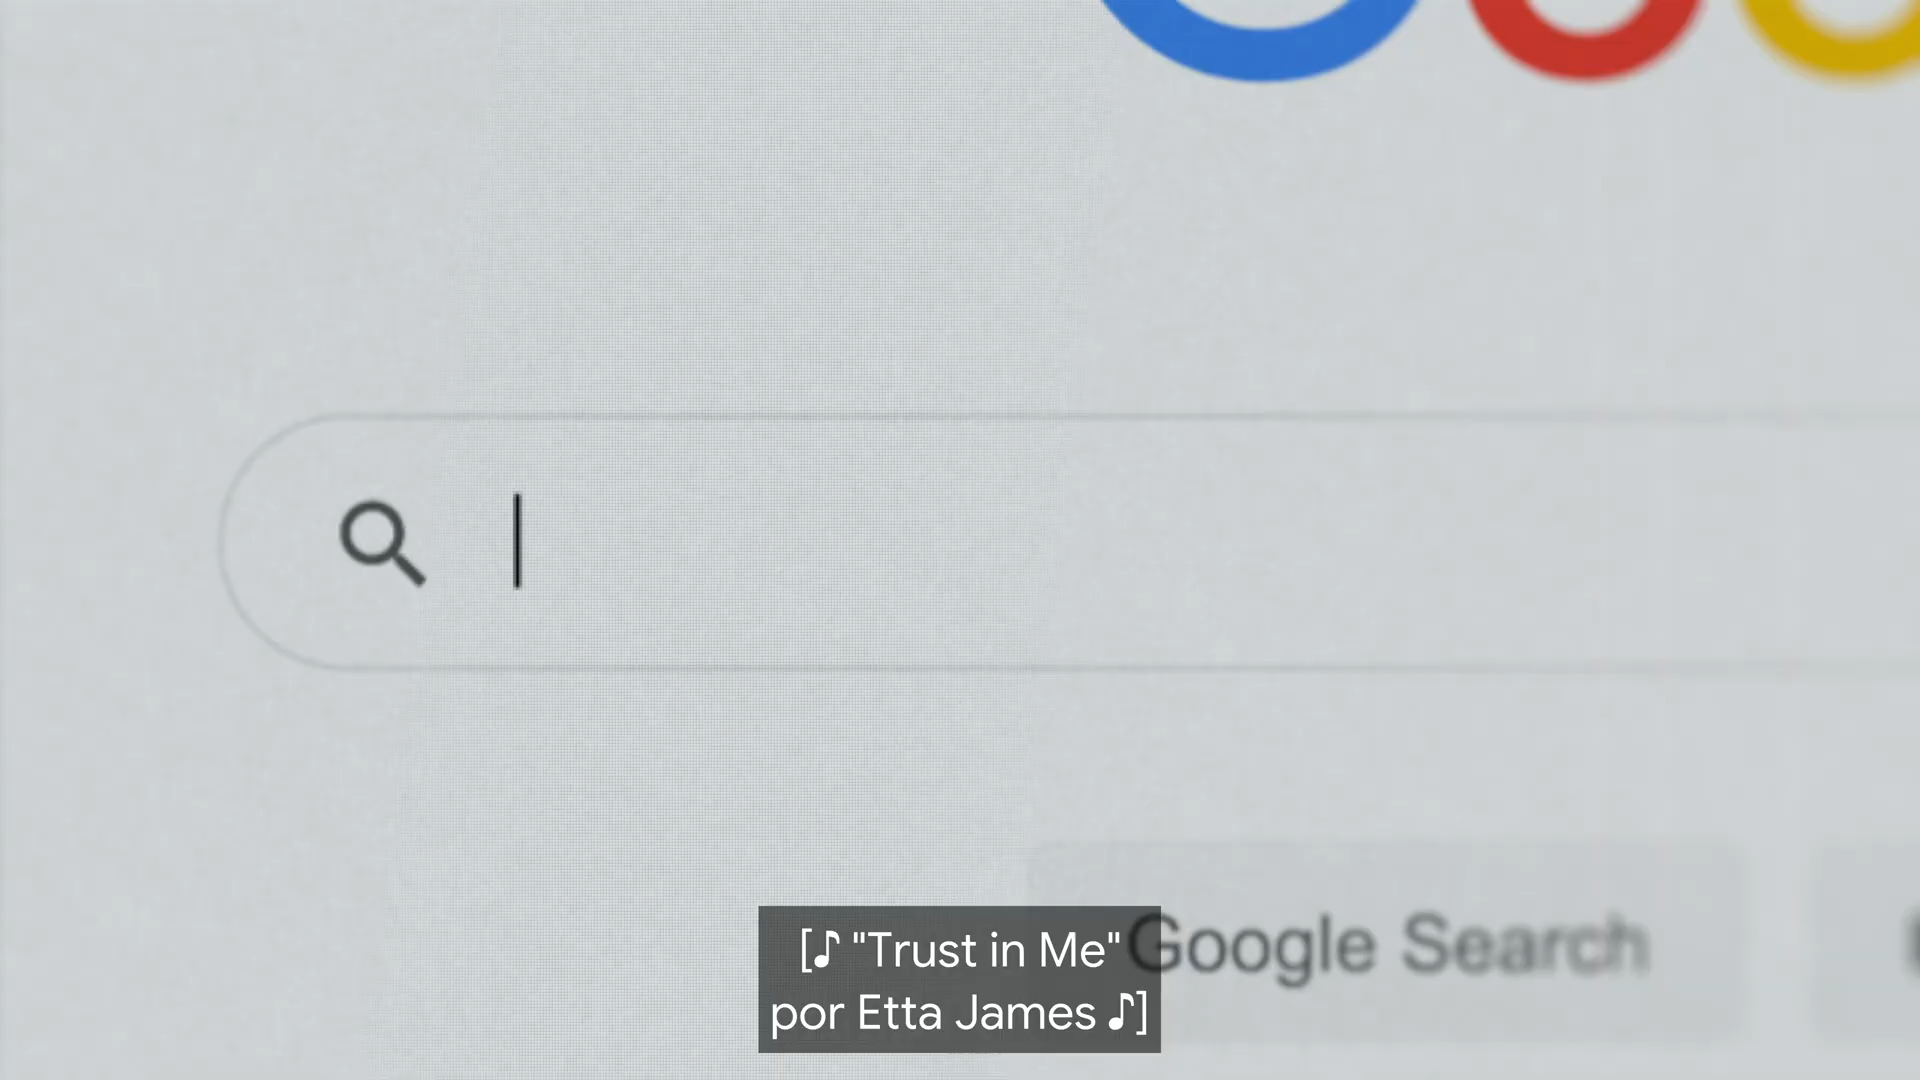 [♪ "Trust in Me"
por Etta James ♪]
Google Search